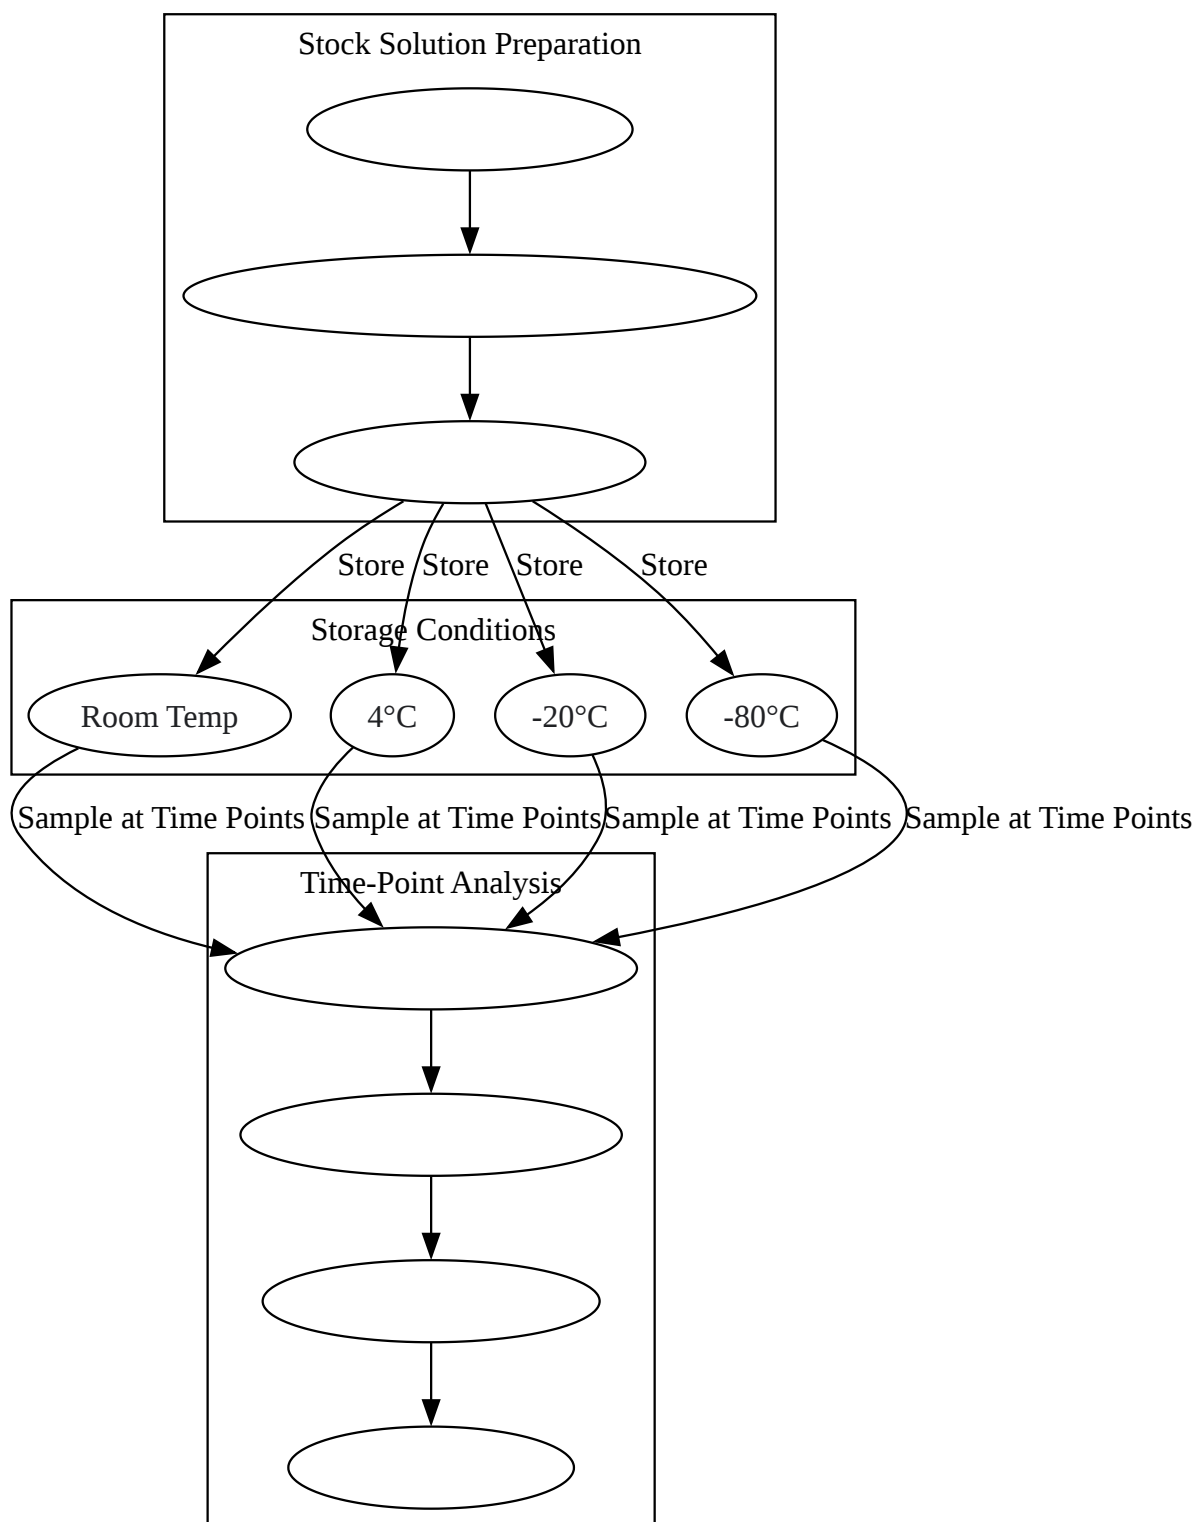 Stock Solution Preparation
Store Store Store Store
Storage Conditions
Room Temp 4°C -20°C -80°C
Sample at Time Points Sample at Time Points Sample at Time Points Sample at Time Points
Time-Point Analysis